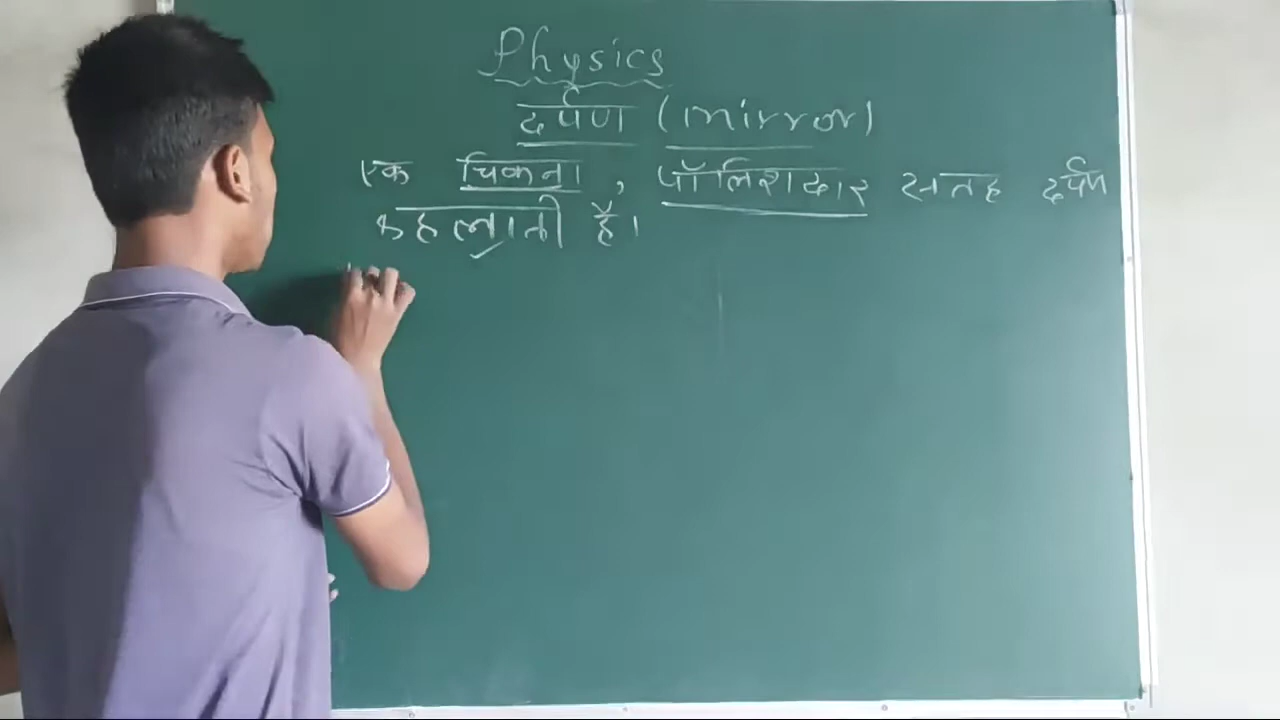 Physics
दर्पण (mirror)
एक चिकना, पॉलिशदार सतह दर्पण
कहलाती है।